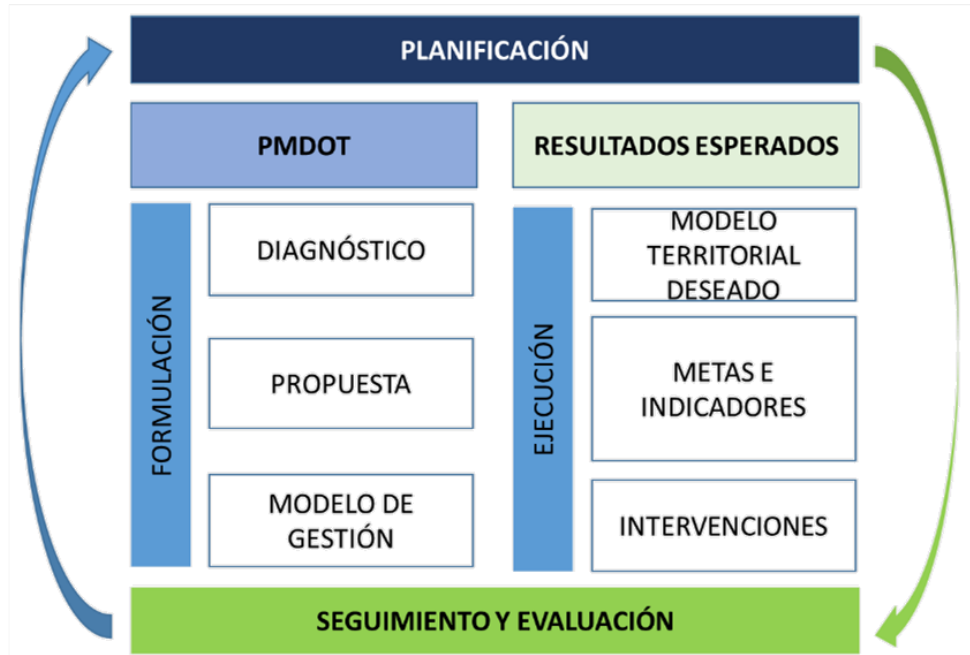 PLANIFICACIÓN
PMDOT
RESULTADOS ESPERADOS
FORMULACIÓN
DIAGNÓSTICO
PROPUESTA
MODELO DE
GESTIÓN
EJECUCIÓN
MODELO
TERRITORIAL
DESEADO
METAS E
INDICADORES
INTERVENCIONES
SEGUIMIENTO Y EVALUACIÓN